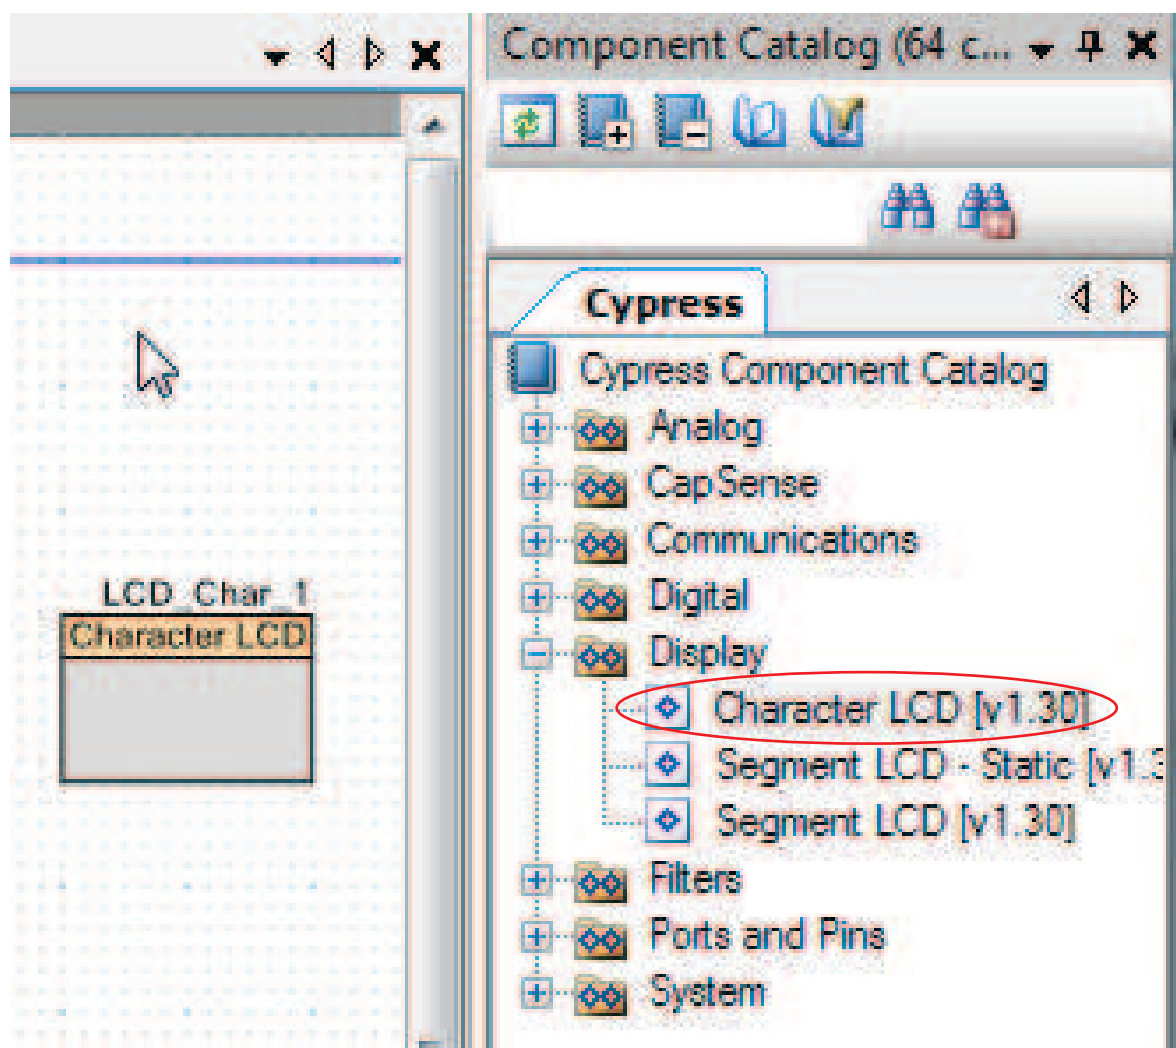 Component Catalog (64 c...
Cypress
Cypress Component Catalog
Analog
CapSense
Communications
Digital
Display
Character LCD [v1.30]
Segment LCD - Static [v1.3
Segment LCD [v1.30]
Filters
Ports and Pins
System
LCD_Char_1
Character LCD